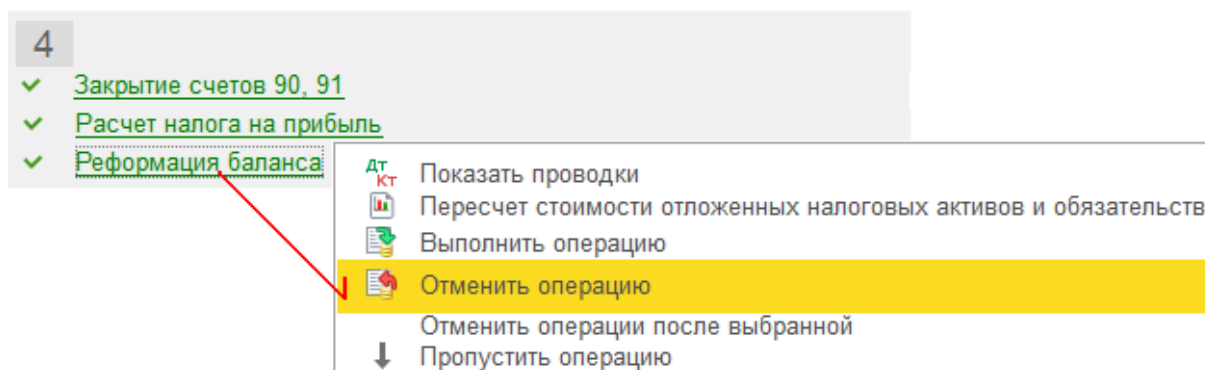 4
Закрытие счетов 90, 91
Расчет налога на прибыль
Реформация баланса
Дт Кт Показать проводки
Пересчет стоимости отложенных налоговых активов и обязательств
Выполнить операцию
Отменить операцию
Отменить операции после выбранной
Пропустить операцию